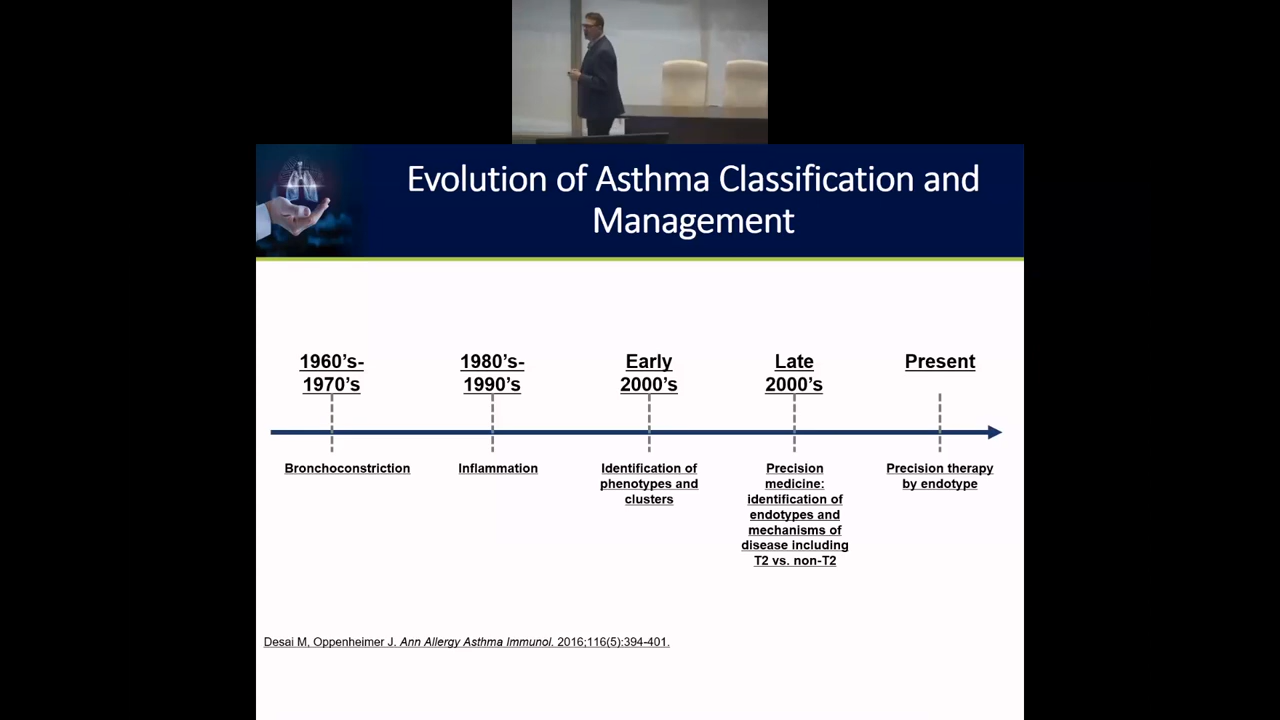 Evolution of Asthma Classification and
Management
1960's-
1970's
1980's-
1990's
Early
2000's
Late
2000's
Present
Bronchoconstriction
Inflammation
Identification of
phenotypes and
clusters
Precision
medicine:
identification of
endotypes and
mechanisms of
disease including
T2 vs. non-T2
Precision therapy
by endotype
Desai M, Oppenheimer J. Ann Allergy Asthma Immunol. 2016;116(5):394-401.